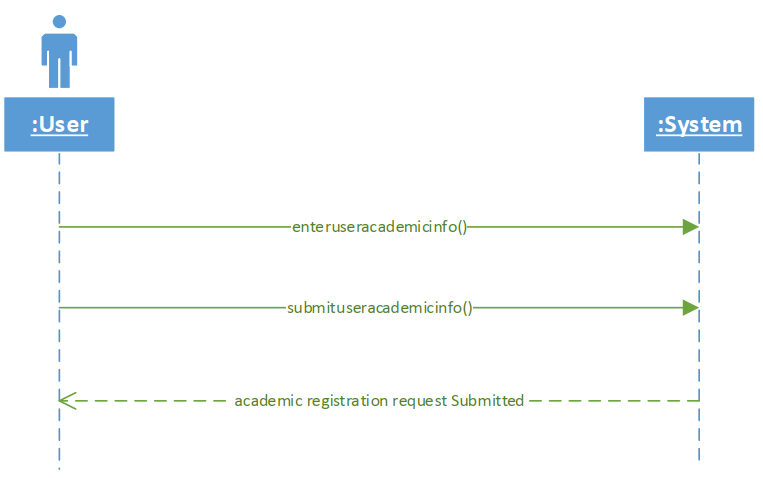 :User
:System
enteruseracademicinfo()
submituseracademicinfo()
academic registration request Submitted